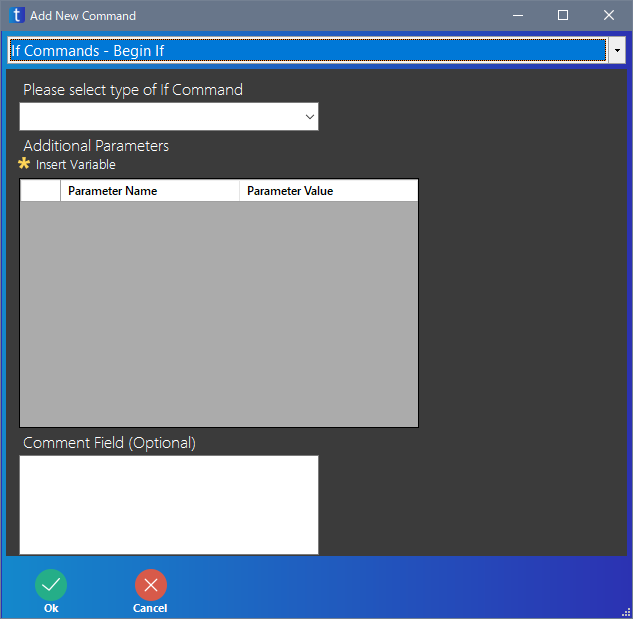 t Add New Command
If Commands - Begin If
Please select type of If Command
Additional Parameters
Insert Variable
Parameter Name Parameter Value
Comment Field (Optional)
Ok Cancel